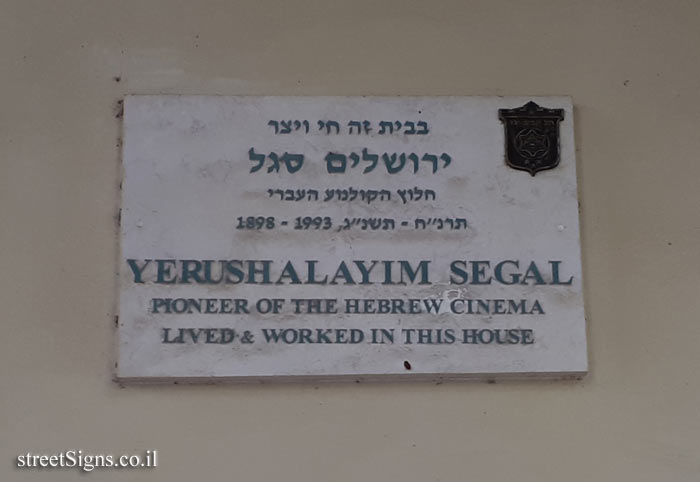 בבית זה חי ויצר
ירושלים סגל
חלוץ הקולנוע העברי
תרנ״ח - תשנ״ג, 1993 - 1898
YERUSHALAYIM SEGAL
PIONEER OF THE HEBREW CINEMA
LIVED & WORKED IN THIS HOUSE
streetSigns.co.il